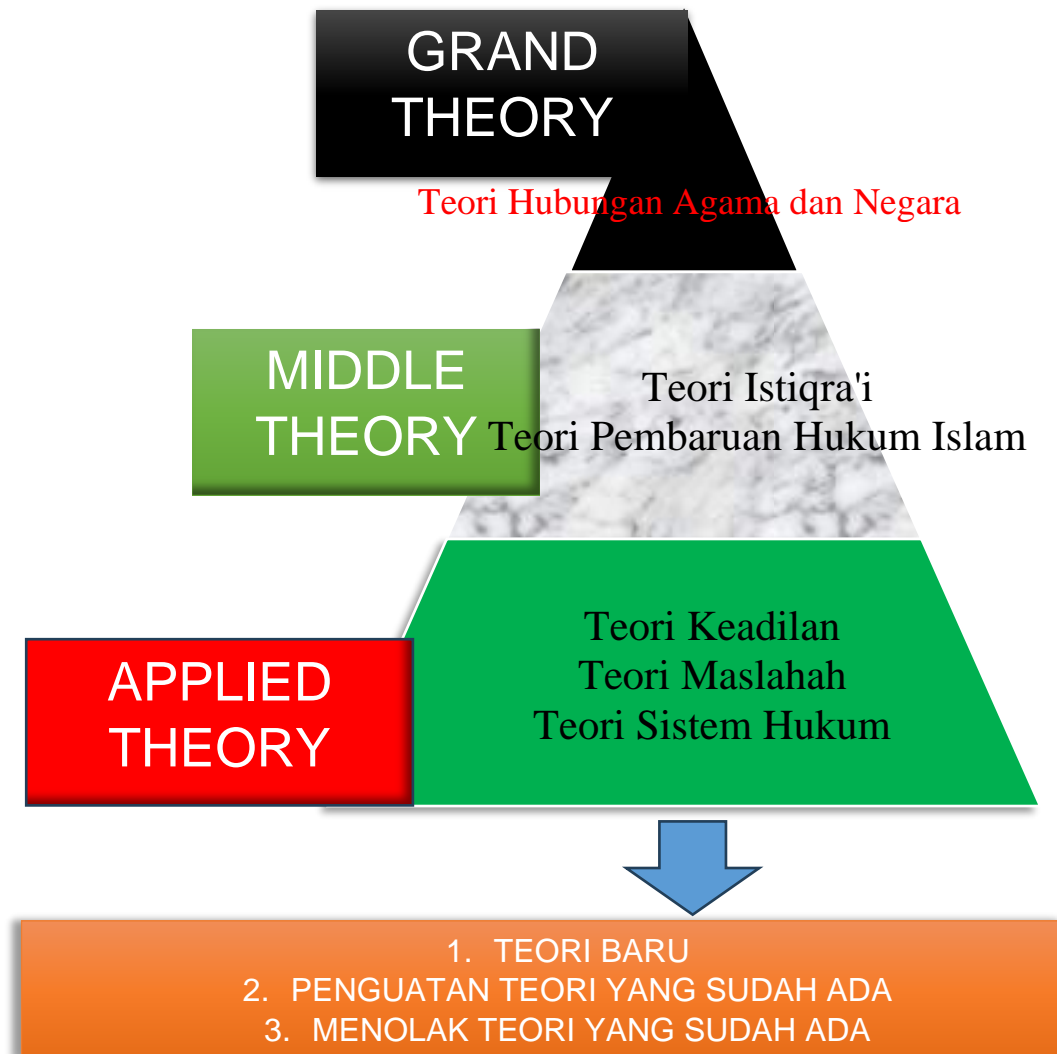 GRAND
THEORY
Teori Hubungan Agama dan Negara
MIDDLE
THEORY
Teori Istiqra'i
Teori Pembaruan Hukum Islam
APPLIED
THEORY
Teori Keadilan
Teori Maslahah
Teori Sistem Hukum
1. TEORI BARU
2. PENGUATAN TEORI YANG SUDAH ADA
3. MENOLAK TEORI YANG SUDAH ADA